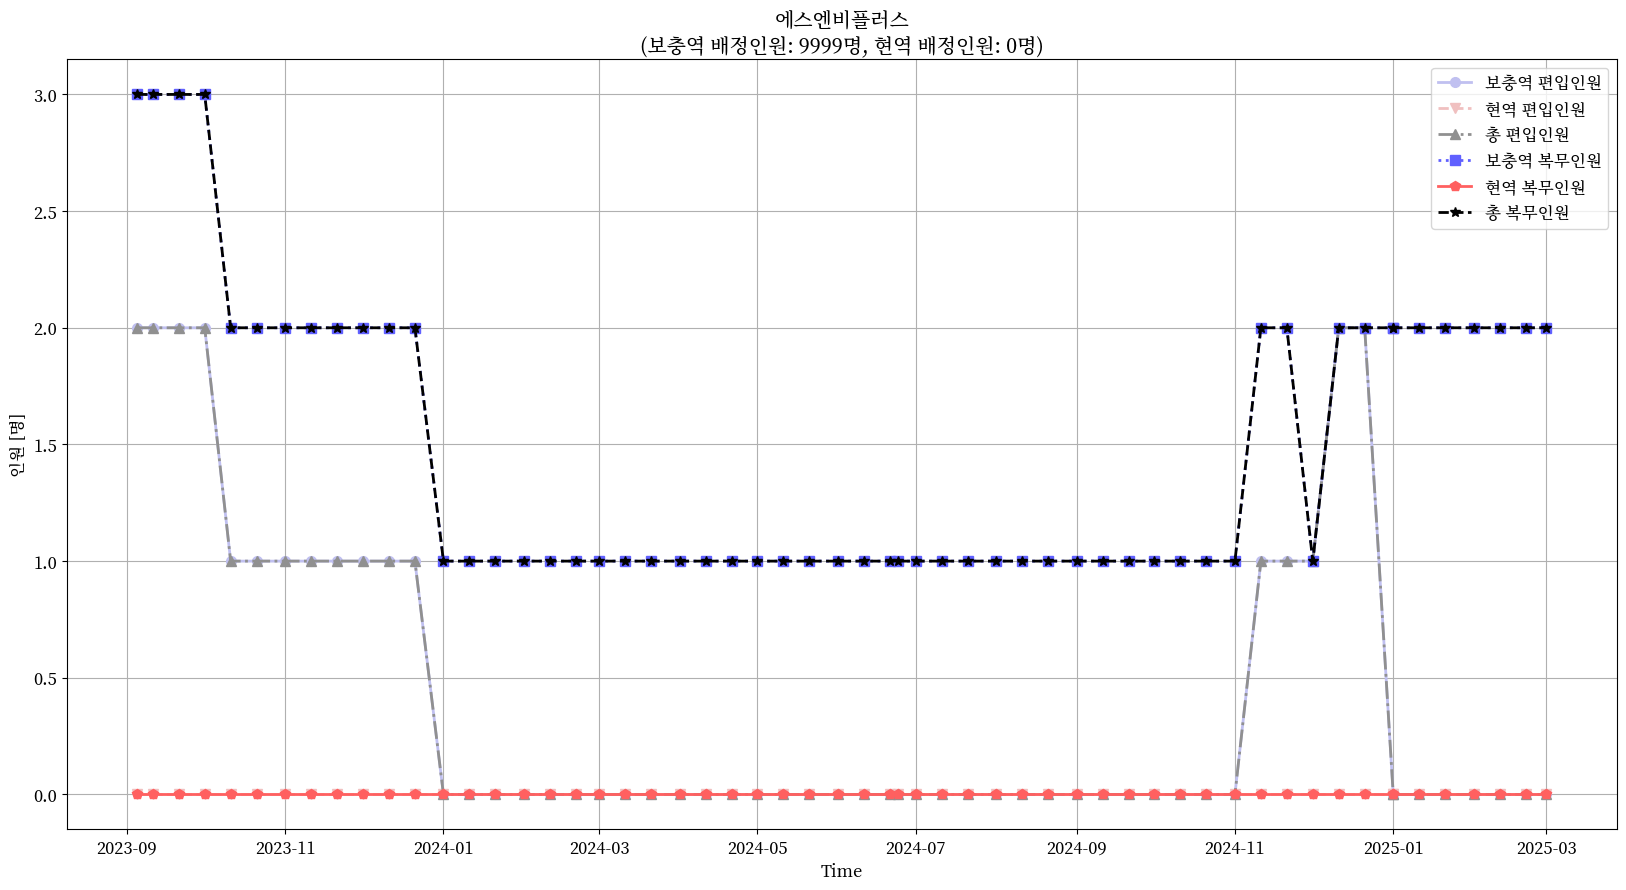 에스엔비플러스
(보충역 배정인원: 9999명, 현역 배정인원: 0명)
보충역 편입인원
현역 편입인원
총 편입인원
보충역 복무인원
현역 복무인원
총 복무인원
인원 [명]
3.0
2.5
2.0
1.5
1.0
0.5
0.0
2023-09
2023-11
2024-01
2024-03
2024-05
2024-07
2024-09
2024-11
2025-01
2025-03
Time